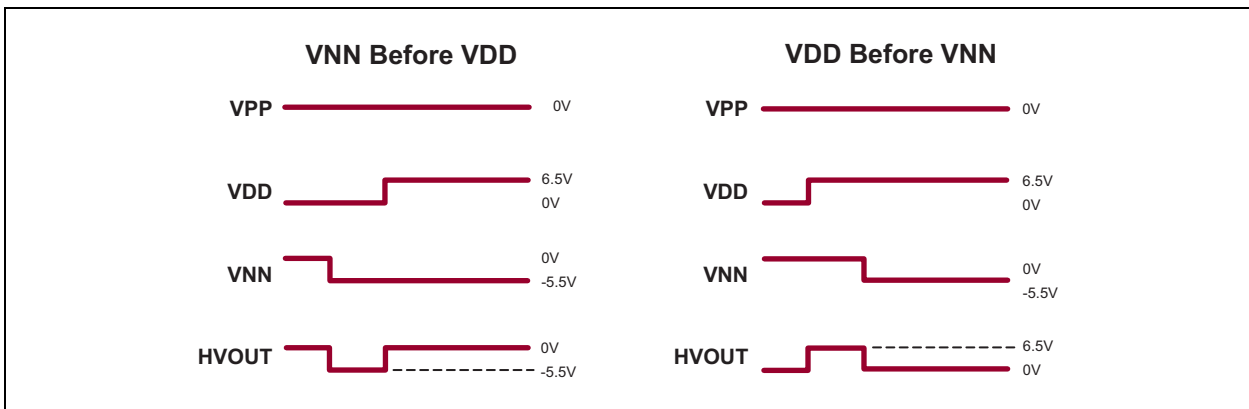 VNN Before VDD
VPP
0V
VDD
6.5V
0V
VNN
0V
-5.5V
HVOUT
0V
-5.5V
VDD Before VNN
VPP
0V
VDD
6.5V
0V
VNN
0V
-5.5V
HVOUT
6.5V
0V